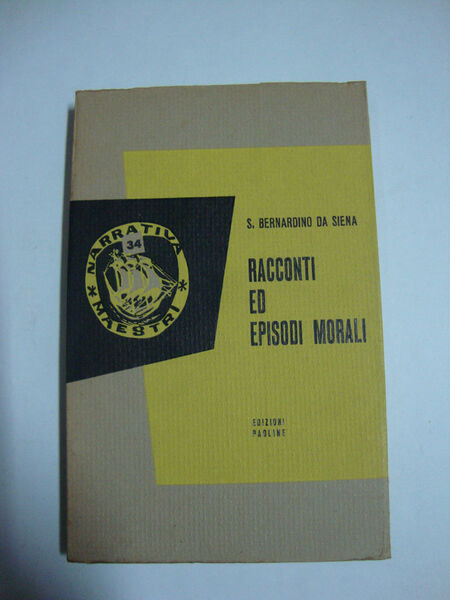 S. BERNARDINO DA SIENA
NARRATIVA
34
MAESTRI
RACCONTI
ED
EPISODI MORALI
EDIZIONI
PAOLINE